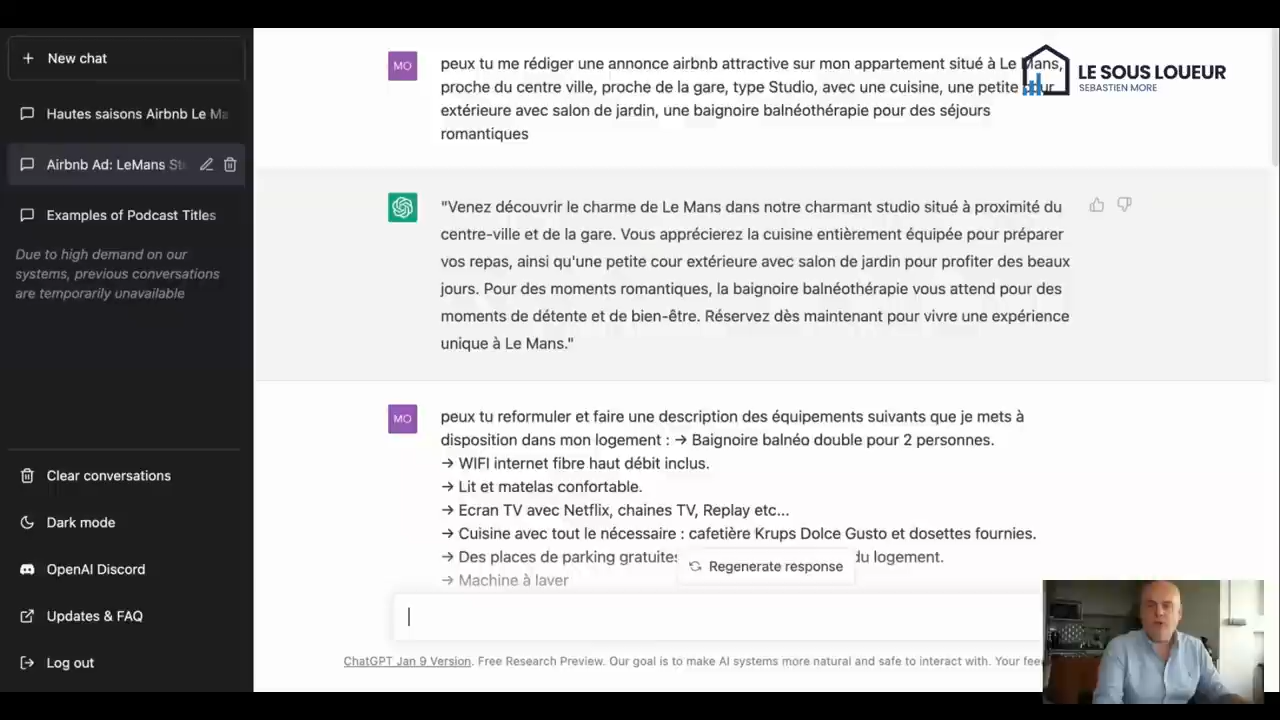 New chat
Hautes saisons Airbnb Le Ma
Airbnb Ad: LeMans St
Examples of Podcast Titles
Due to high demand on our
systems, previous conversations
are temporarily unavailable
Clear conversations
Dark mode
OpenAI Discord
Updates & FAQ
Log out
LE SOUS LOUEUR
SEBASTIEN MORE
MO
peux tu me rédiger une annonce airbnb attractive sur mon appartement situé à Le Mans,
proche du centre ville, proche de la gare, type Studio, avec une cuisine, une petite cour
extérieure avec salon de jardin, une baignoire balnéothérapie pour des séjours
romantiques
"Venez découvrir le charme de Le Mans dans notre charmant studio situé à proximité du
centre-ville et de la gare. Vous apprécierez la cuisine entièrement équipée pour préparer
vos repas, ainsi qu'une petite cour extérieure avec salon de jardin pour profiter des beaux
jours. Pour des moments romantiques, la baignoire balnéothérapie vous attend pour des
moments de détente et de bien-être. Réservez dès maintenant pour vivre une expérience
unique à Le Mans."
MO
peux tu reformuler et faire une description des équipements suivants que je mets à
disposition dans mon logement : → Baignoire balnéo double pour 2 personnes.
→ WIFI internet fibre haut débit inclus.
→ Lit et matelas confortable.
→ Ecran TV avec Netflix, chaines TV, Replay etc...
→ Cuisine avec tout le nécessaire : cafetière Krups Dolce Gusto et dosettes fournies.
→ Des places de parking gratuites du logement.
Regenerate response
→ Machine à laver
ChatGPT Jan 9 Version. Free Research Preview. Our goal is to make AI systems more natural and safe to interact with. Your fee